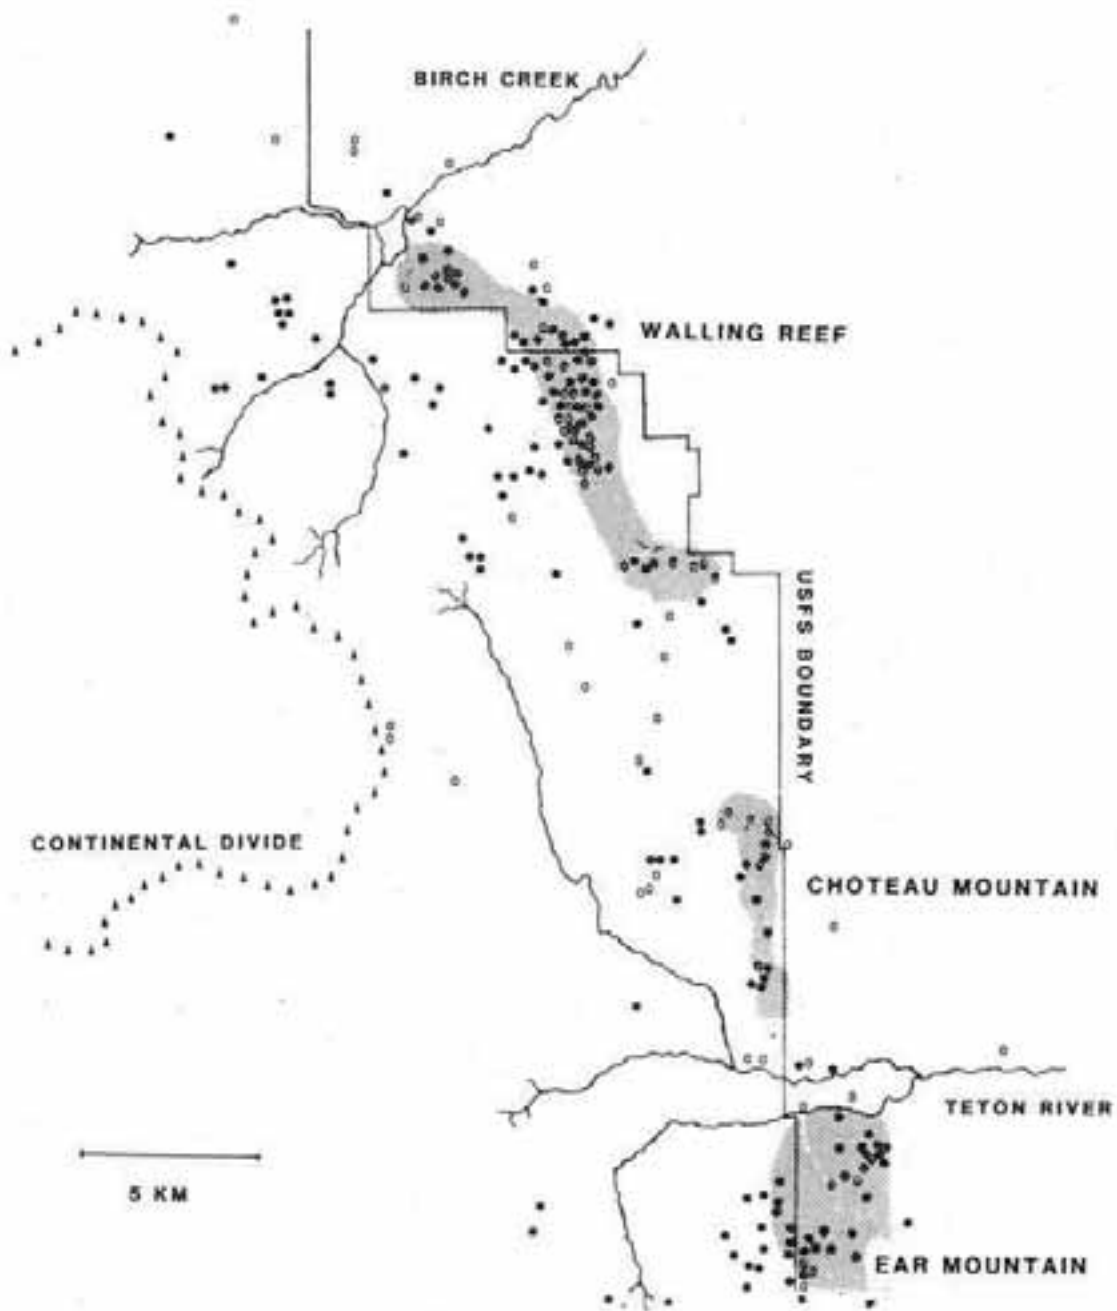 BIRCH CREEK
WALLING REEF
USFS BOUNDARY
CONTINENTAL DIVIDE
CHOTEAU MOUNTAIN
TETON RIVER
5 KM
EAR MOUNTAIN